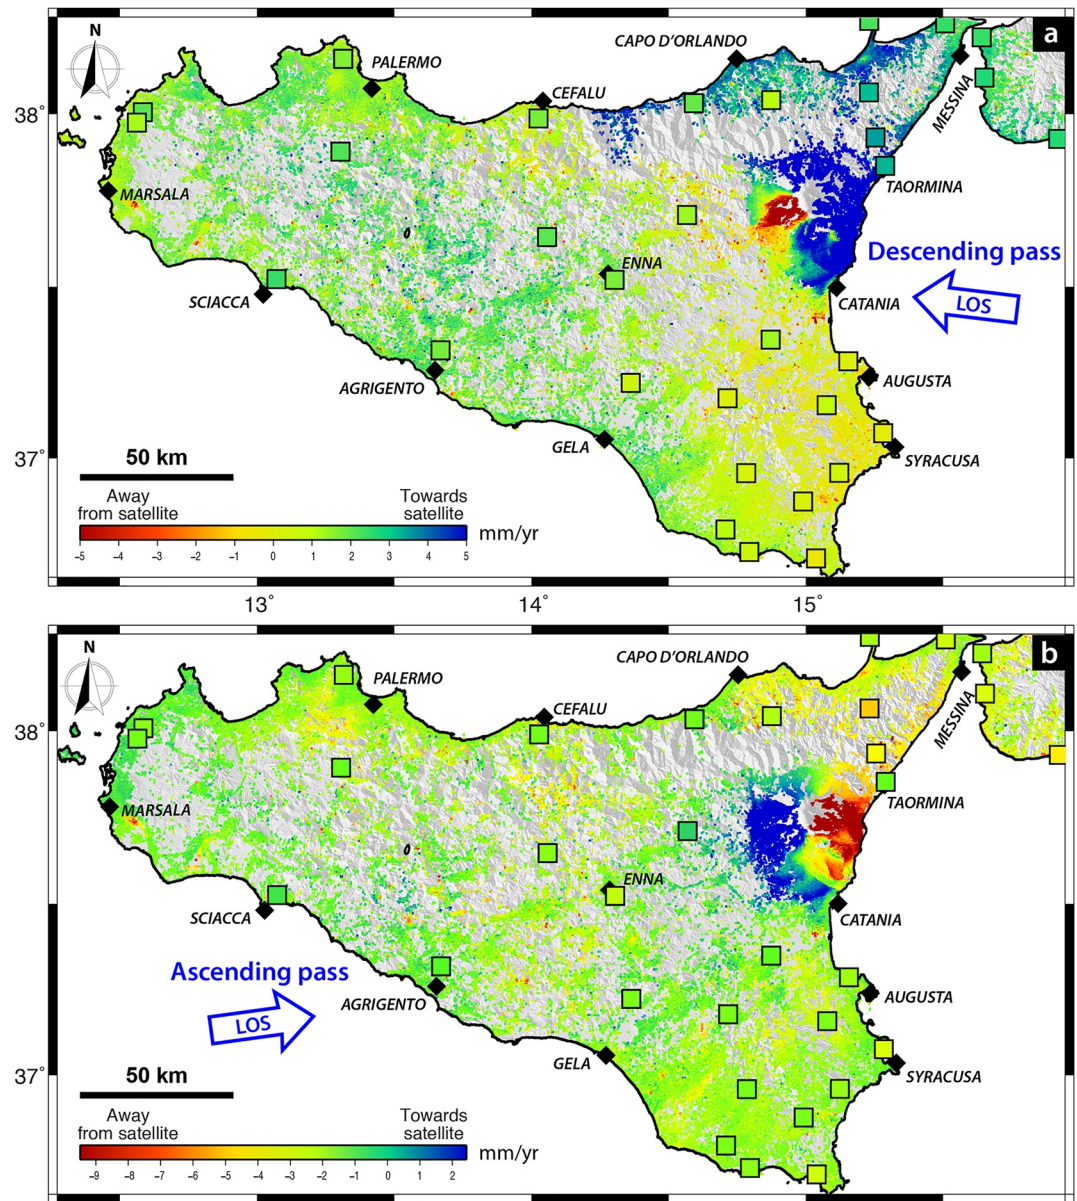 a
N
CAPO D'ORLANDO
PALERMO
CEFALU
38°
MESSINA
MARSALA
TAORMINA
Descending pass
ENNA
SCIACCA
CATANIA
LOS
AGRIGENTO
AUGUSTA
GELA
37°
SYRACUSA
50 km
Away
from satellite
Towards
satellite
mm/yr
-5 -4 -3 -2 -1 0 1 2 3 4 5
13° 14° 15°
b
N
CAPO D'ORLANDO
PALERMO
CEFALU
38°
MESSINA
MARSALA
TAORMINA
ENNA
SCIACCA
CATANIA
Ascending pass
AGRIGENTO
AUGUSTA
LOS
GELA
37°
SYRACUSA
50 km
Away
from satellite
Towards
satellite
mm/yr
-9 -8 -7 -6 -5 -4 -3 -2 -1 0 1 2